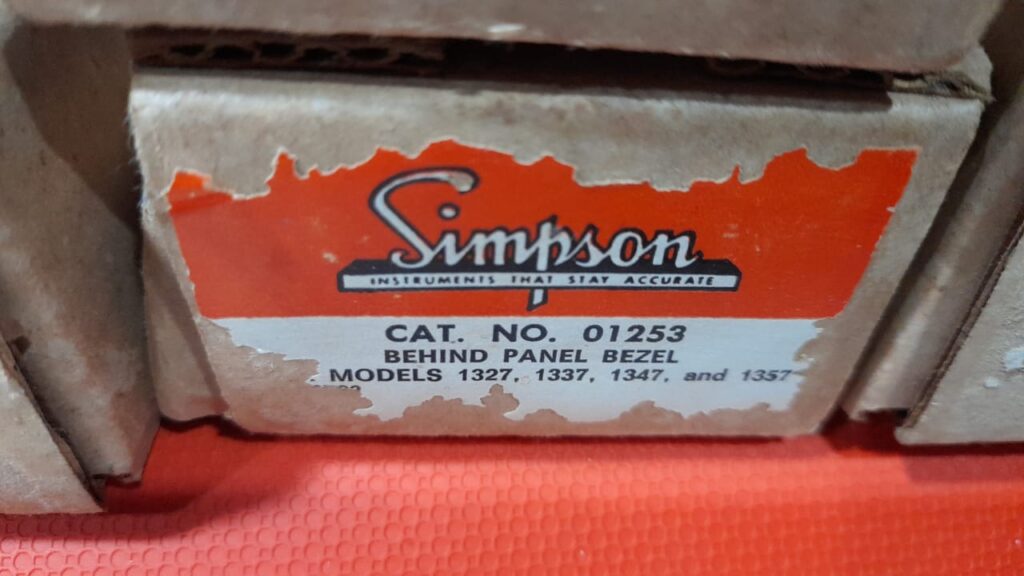 Simpson
INSTRUMENTS THAT STAY ACCURATE
CAT. NO. 01253
BEHIND PANEL BEZEL
MODELS 1327, 1337, 1347, and 1357